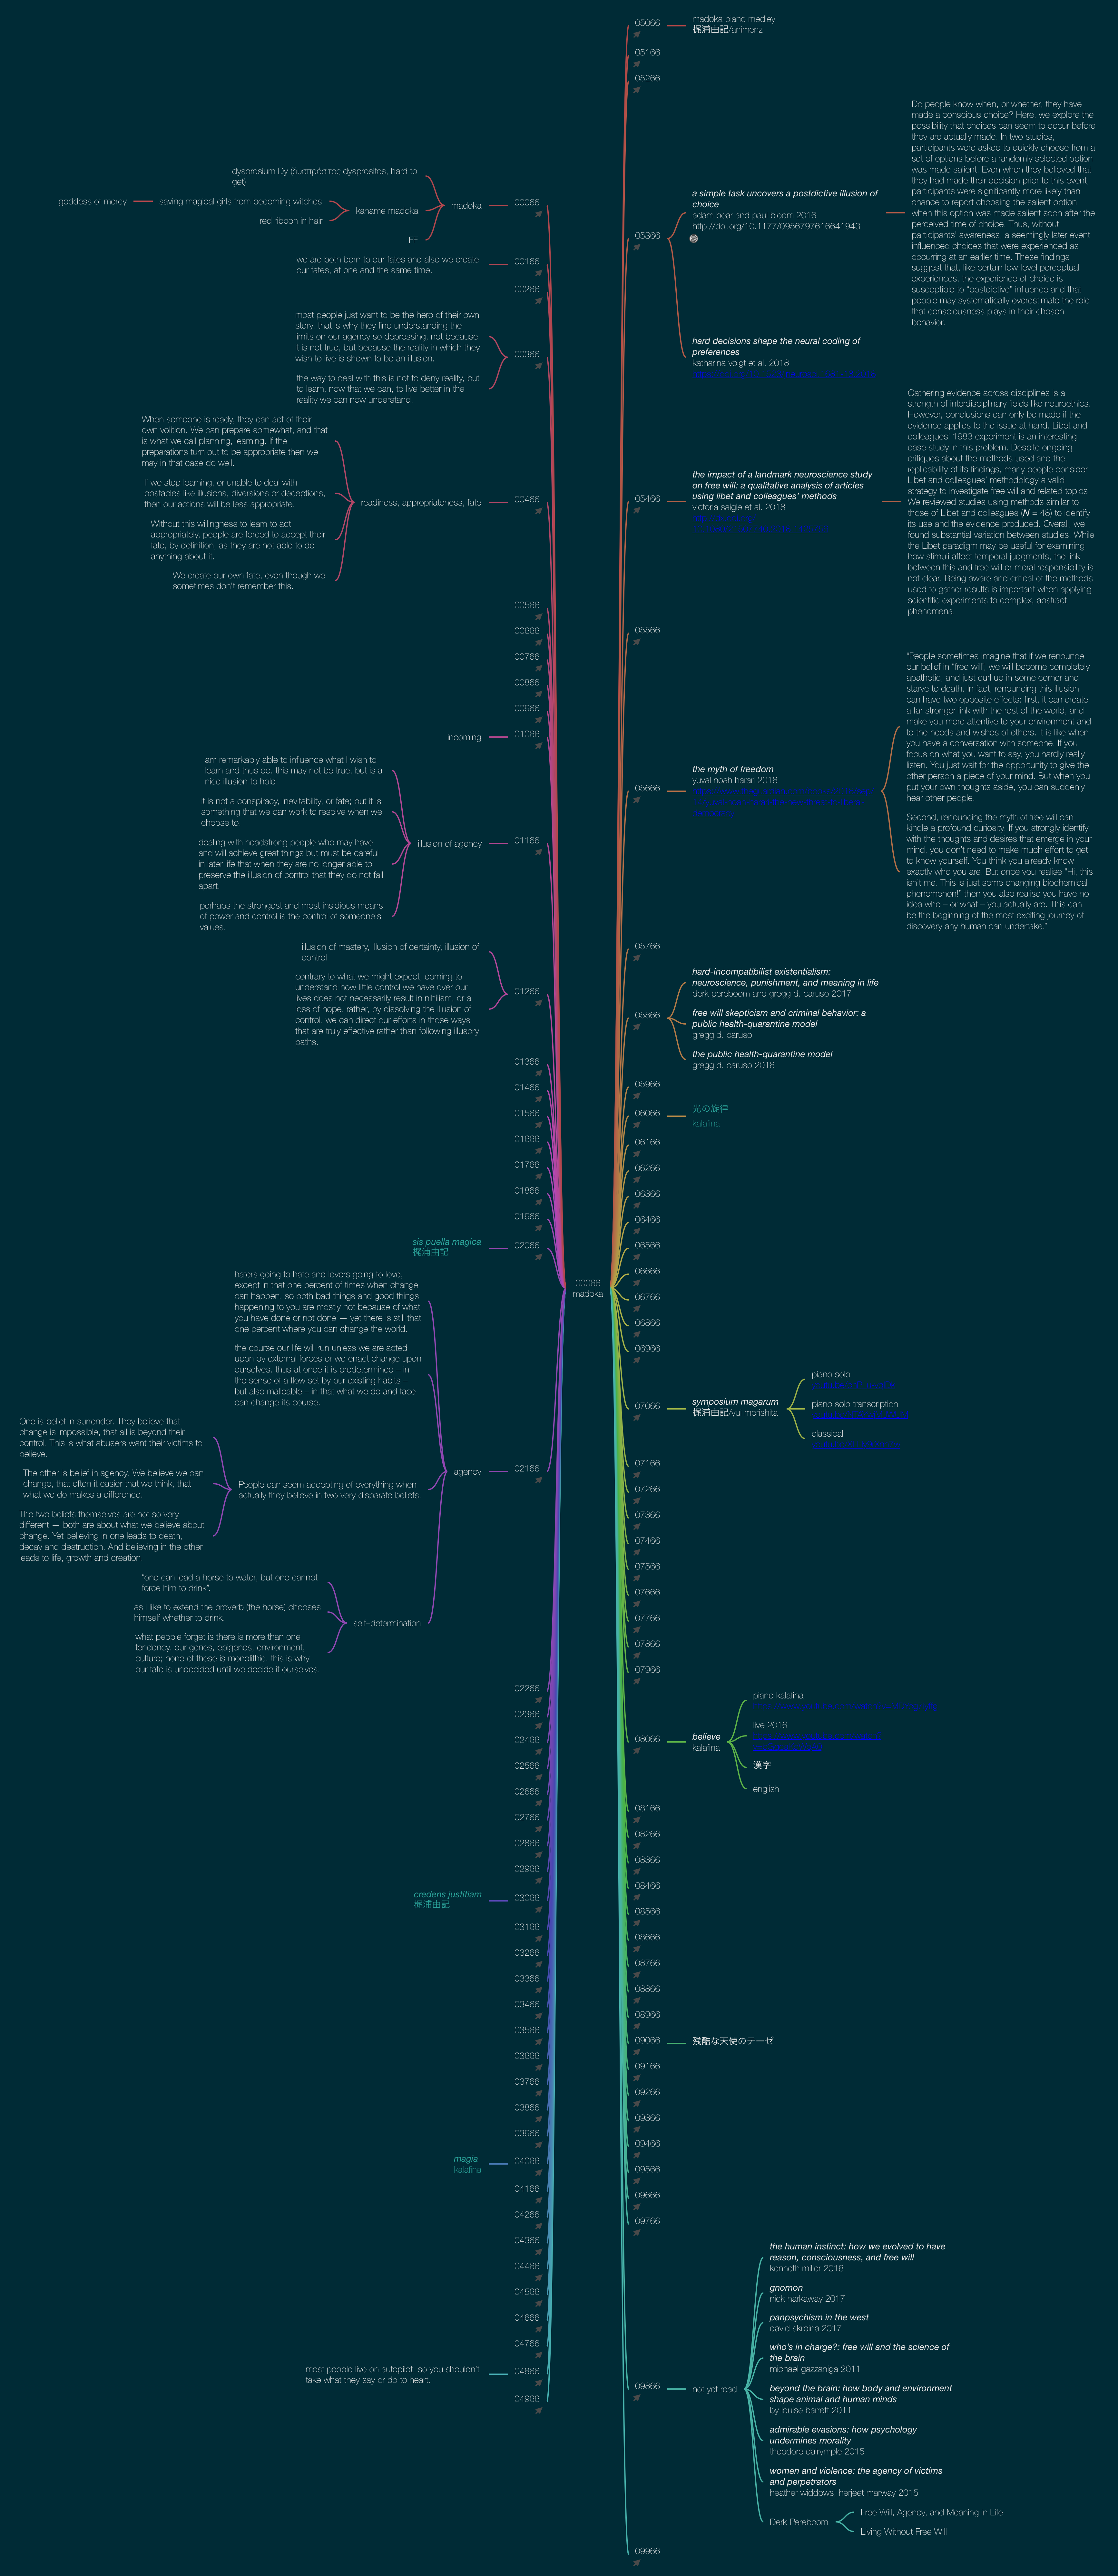 00066
madoka
00066
madoka
dysprosium Dy (δυσπρόσιτος dysprositos, hard to
get)
kaname madoka
saving magical girls from becoming witches
goddess of mercy
red ribbon in hair
FF
00166
we are both born to our fates and also we create
our fates, at one and the same time.
00266
00366
most people just want to be the hero of their own
story. that is why they find understanding the
limits on our agency so depressing, not because
it is not true, but because the reality in which they
wish to live is shown to be an illusion.
the way to deal with this is not to deny reality, but
to learn, now that we can, to live better in the
reality we can now understand.
00466
readiness, appropriateness, fate
When someone is ready, they can act of their
own volition. We can prepare somewhat, and that
is what we call planning, learning. If the
preparations turn out to be appropriate then we
may in that case do well.
If we stop learning, or unable to deal with
obstacles like illusions, diversions or deceptions,
then our actions will be less appropriate.
Without this willingness to learn to act
appropriately, people are forced to accept their
fate, by definition, as they are not able to do
anything about it.
We create our own fate, even though we
sometimes don't remember this.
00566
00666
00766
00866
00966
01066
incoming
01166
illusion of agency
am remarkably able to influence what I wish to
learn and thus do. this may not be true, but is a
nice illusion to hold
it is not a conspiracy, inevitability, or fate; but it is
something that we can work to resolve when we
choose to.
dealing with headstrong people who may have
and will achieve great things but must be careful
in later life that when they are no longer able to
preserve the illusion of control that they do not fall
apart.
perhaps the strongest and most insidious means
of power and control is the control of someone's
values.
01266
illusion of mastery, illusion of certainty, illusion of
control
contrary to what we might expect, coming to
understand how little control we have over our
lives does not necessarily result in nihilism, or a
loss of hope. rather, by dissolving the illusion of
control, we can direct our efforts in those ways
that are truly effective rather than following illusory
paths.
01366
01466
01566
01666
01766
01866
01966
02066
sis puella magica
梶浦由記
02166
agency
haters going to hate and lovers going to love,
except in that one percent of times when change
can happen. so both bad things and good things
happening to you are mostly not because of what
you have done or not done — yet there is still that
one percent where you can change the world.
the course our life will run unless we are acted
upon by external forces or we enact change upon
ourselves. thus at once it is predetermined – in
the sense of a flow set by our existing habits –
but also malleable – in that what we do and face
can change its course.
People can seem accepting of everything when
actually they believe in two very disparate beliefs.
One is belief in surrender. They believe that
change is impossible, that all is beyond their
control. This is what abusers want their victims to
believe.
The other is belief in agency. We believe we can
change, that often it easier that we think, that
what we do makes a difference.
The two beliefs themselves are not so very
different — both are about what we believe about
change. Yet believing in one leads to death,
decay and destruction. And believing in the other
leads to life, growth and creation.
self–determination
“one can lead a horse to water, but one cannot
force him to drink”.
as i like to extend the proverb (the horse) chooses
himself whether to drink.
what people forget is there is more than one
tendency. our genes, epigenes, environment,
culture; none of these is monolithic. this is why
our fate is undecided until we decide it ourselves.
02266
02366
02466
02566
02666
02766
02866
02966
03066
credens justitiam
梶浦由記
03166
03266
03366
03466
03566
03666
03766
03866
03966
04066
magia
kalafina
04166
04266
04366
04466
04566
04666
04766
04866
most people live on autopilot, so you shouldn't
take what they say or do to heart.
04966
05066
madoka piano medley
梶浦由記/animenz
05166
05266
05366
a simple task uncovers a postdictive illusion of
choice
adam bear and paul bloom 2016
http://doi.org/10.1177/0956797616641943
Do people know when, or whether, they have
made a conscious choice? Here, we explore the
possibility that choices can seem to occur before
they are actually made. In two studies,
participants were asked to quickly choose from a
set of options before a randomly selected option
was made salient. Even when they believed that
they had made their decision prior to this event,
participants were significantly more likely than
chance to report choosing the salient option
when this option was made salient soon after the
perceived time of choice. Thus, without
participants’ awareness, a seemingly later event
influenced choices that were experienced as
occurring at an earlier time. These findings
suggest that, like certain low-level perceptual
experiences, the experience of choice is
susceptible to “postdictive” influence and that
people may systematically overestimate the role
that consciousness plays in their chosen
behavior.
hard decisions shape the neural coding of
preferences
katharina voigt et al. 2018
05466
the impact of a landmark neuroscience study
on free will: a qualitative analysis of articles
using libet and colleagues’ methods
victoria saigle et al. 2018
Gathering evidence across disciplines is a
strength of interdisciplinary fields like neuroethics.
However, conclusions can only be made if the
evidence applies to the issue at hand. Libet and
colleagues’ 1983 experiment is an interesting
case study in this problem. Despite ongoing
critiques about the methods used and the
replicability of its findings, many people consider
Libet and colleagues’ methodology a valid
strategy to investigate free will and related topics.
We reviewed studies using methods similar to
those of Libet and colleagues (N = 48) to identify
its use and the evidence produced. Overall, we
found substantial variation between studies. While
the Libet paradigm may be useful for examining
how stimuli affect temporal judgments, the link
between this and free will or moral responsibility is
not clear. Being aware and critical of the methods
used to gather results is important when applying
scientific experiments to complex, abstract
phenomena.
05566
05666
the myth of freedom
yuval noah harari 2018
“People sometimes imagine that if we renounce
our belief in “free will”, we will become completely
apathetic, and just curl up in some corner and
starve to death. In fact, renouncing this illusion
can have two opposite effects: first, it can create
a far stronger link with the rest of the world, and
make you more attentive to your environment and
to the needs and wishes of others. It is like when
you have a conversation with someone. If you
focus on what you want to say, you hardly really
listen. You just wait for the opportunity to give the
other person a piece of your mind. But when you
put your own thoughts aside, you can suddenly
hear other people.
Second, renouncing the myth of free will can
kindle a profound curiosity. If you strongly identify
with the thoughts and desires that emerge in your
mind, you don’t need to make much effort to get
to know yourself. You think you already know
exactly who you are. But once you realise “Hi, this
isn’t me. This is just some changing biochemical
phenomenon!” then you also realise you have no
idea who – or what – you actually are. This can
be the beginning of the most exciting journey of
discovery any human can undertake.”
05766
05866
hard-incompatibilist existentialism:
neuroscience, punishment, and meaning in life
derk pereboom and gregg d. caruso 2017
free will skepticism and criminal behavior: a
public health-quarantine model
gregg d. caruso
the public health-quarantine model
gregg d. caruso 2018
05966
06066
光の旋律
kalafina
06166
06266
06366
06466
06566
06666
06766
06866
06966
07066
symposium magarum
梶浦由記/yui morishita
piano solo
piano solo transcription
classical
07166
07266
07366
07466
07566
07666
07766
07866
07966
08066
believe
kalafina
piano kalafina
live 2016
漢字
english
08166
08266
08366
08466
08566
08666
08766
08866
08966
09066
残酷な天使のテーゼ
09166
09266
09366
09466
09566
09666
09766
09866
not yet read
the human instinct: how we evolved to have
reason, consciousness, and free will
kenneth miller 2018
gnomon
nick harkaway 2017
panpsychism in the west
david skrbina 2017
who’s in charge?: free will and the science of
the brain
michael gazzaniga 2011
beyond the brain: how body and environment
shape animal and human minds
by louise barrett 2011
admirable evasions: how psychology
undermines morality
theodore dalrymple 2015
women and violence: the agency of victims
and perpetrators
heather widdows, herjeet marway 2015
Derk Pereboom
Free Will, Agency, and Meaning in Life
Living Without Free Will
09966